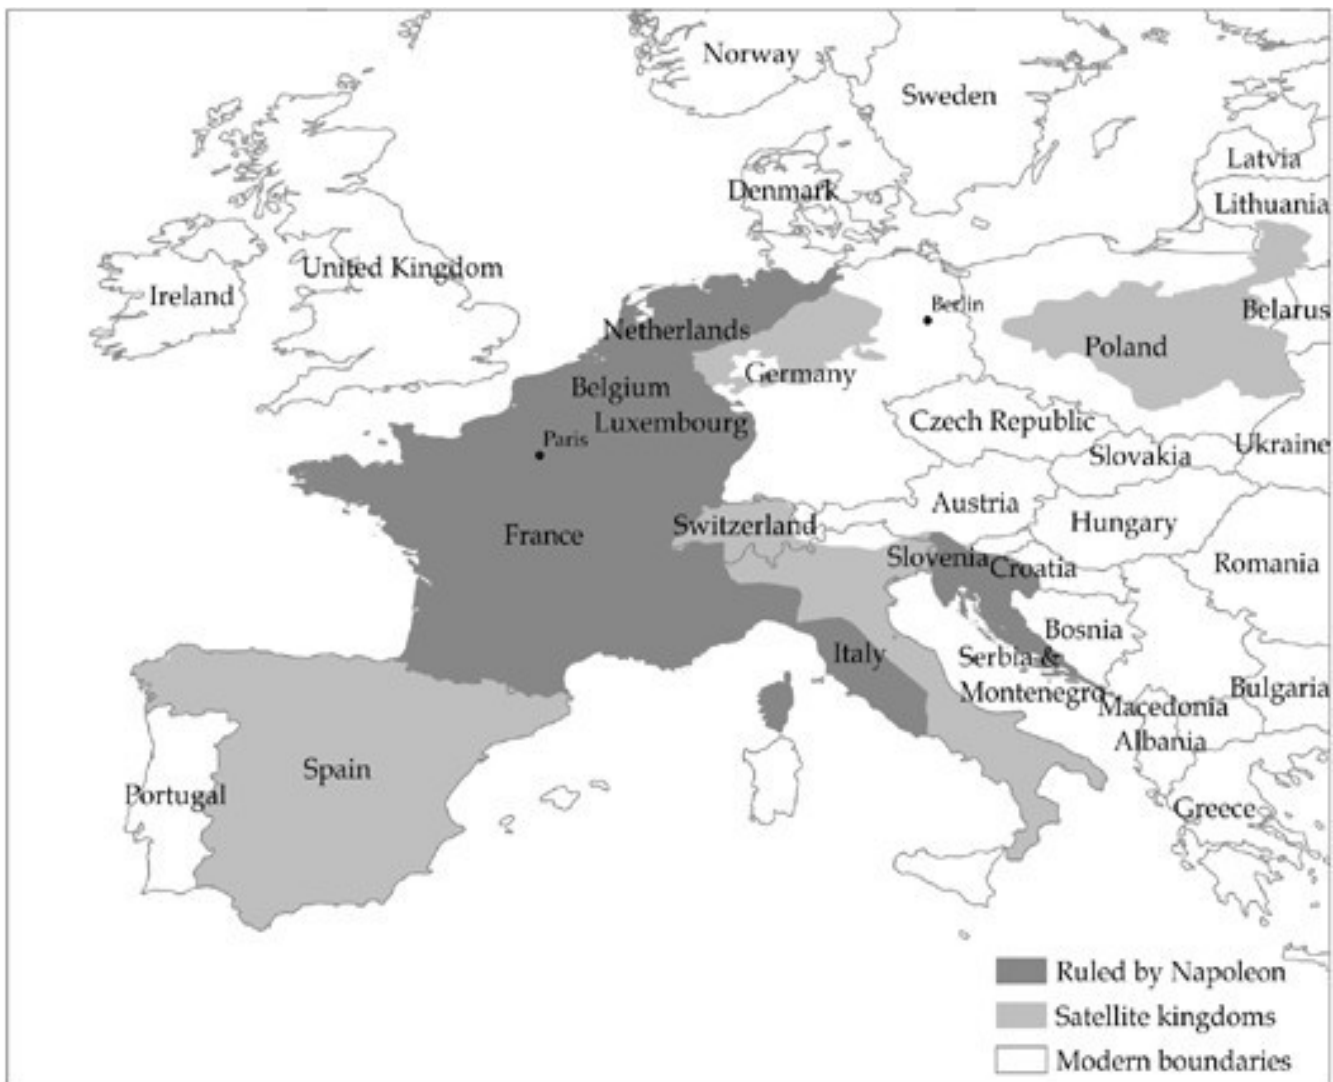 Norway
Sweden
Latvia
Denmark
Lithuania
United Kingdom
Ireland
Berlin
Belarus
Netherlands
Poland
Germany
Belgium
Luxembourg
Czech Republic
Paris
Ukraine
Slovakia
Austria
Switzerland
Hungary
France
Slovenia
Croatia
Romania
Bosnia
Italy
Serbia &
Montenegro
Bulgaria
Macedonia
Albania
Spain
Portugal
Greece
Ruled by Napoleon
Satellite kingdoms
Modern boundaries